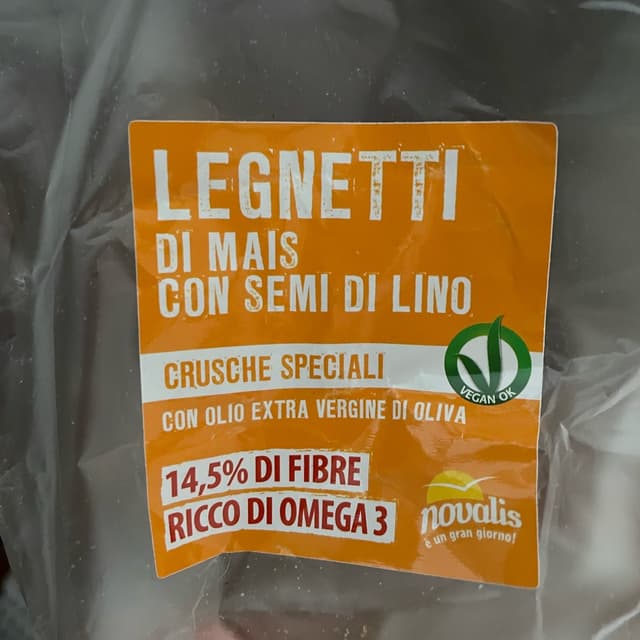 LEGNETTI
DI MAIS
CON SEMI DI LINO
CRUSCHE SPECIALI
VEGAN OK
CON OLIO EXTRA VERGINE DI OLIVA
14,5% DI FIBRE
RICCO DI OMEGA 3
novalis
è un gran giorno!